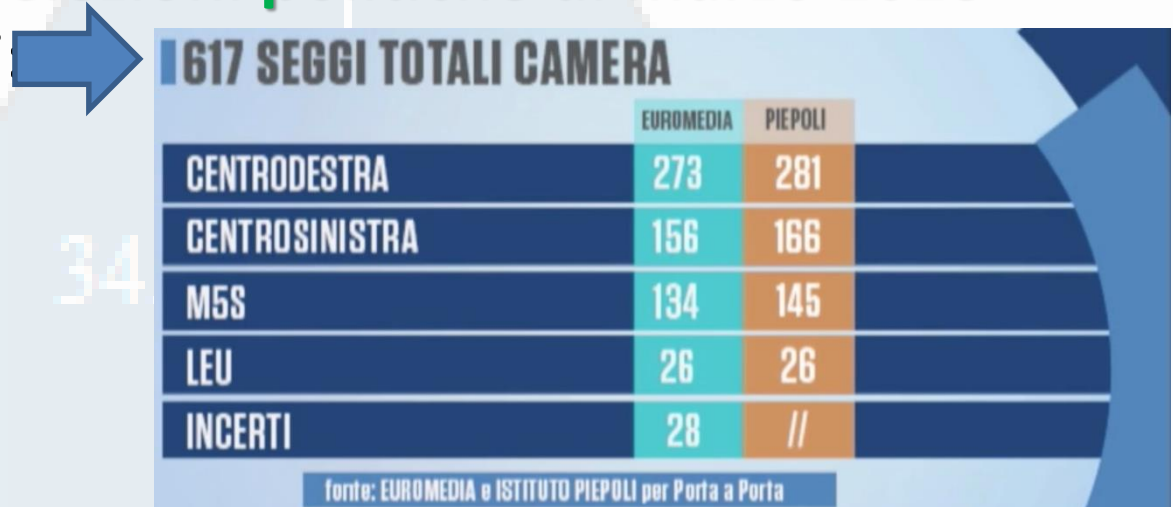 617 SEGGI TOTALI CAMERA
EUROMEDIA PIEPOLI
CENTRODESTRA 273 281
CENTROSINISTRA 156 166
34
M5S 134 145
LEU 26 26
INCERTI 28 //
fonte: EUROMEDIA e ISTITUTO PIEPOLI per Porta a Porta